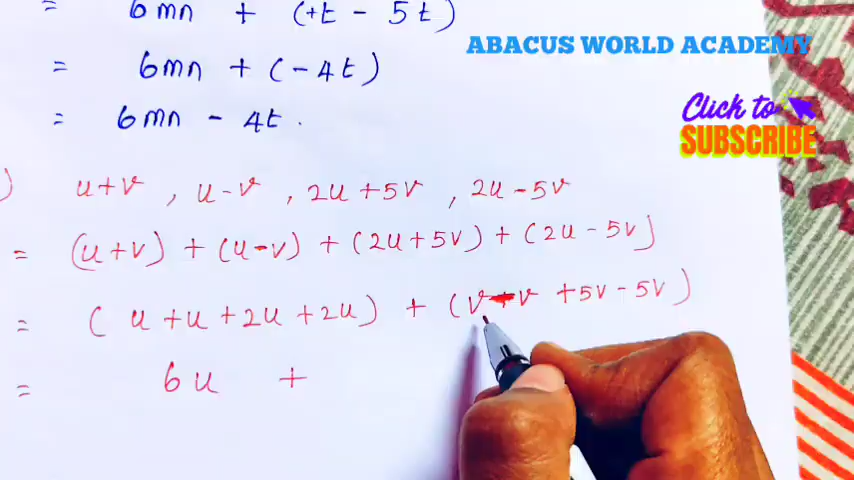 = 6mn + (+t - 5t)
ABACUS WORLD ACADEMY
= 6mn + (-4t)
Click to
SUBSCRIBE
= 6mn - 4t.
) u+v , u-v , 2u+5v , 2u-5v
= (u+v) + (u-v) + (2u+5v) + (2u-5v)
= (u+u+2u+2u) + (v-v+5v-5v)
= 6u +